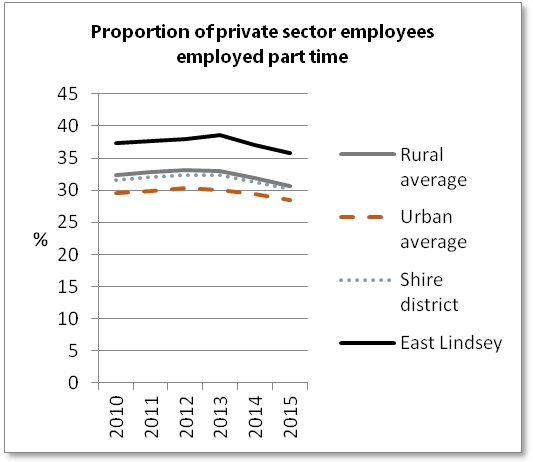 Proportion of private sector employees
employed part time
45
40
35
30
25
20
15
10
5
0
%
2010
2011
2012
2013
2014
2015
Rural
average
Urban
average
Shire
district
East Lindsey